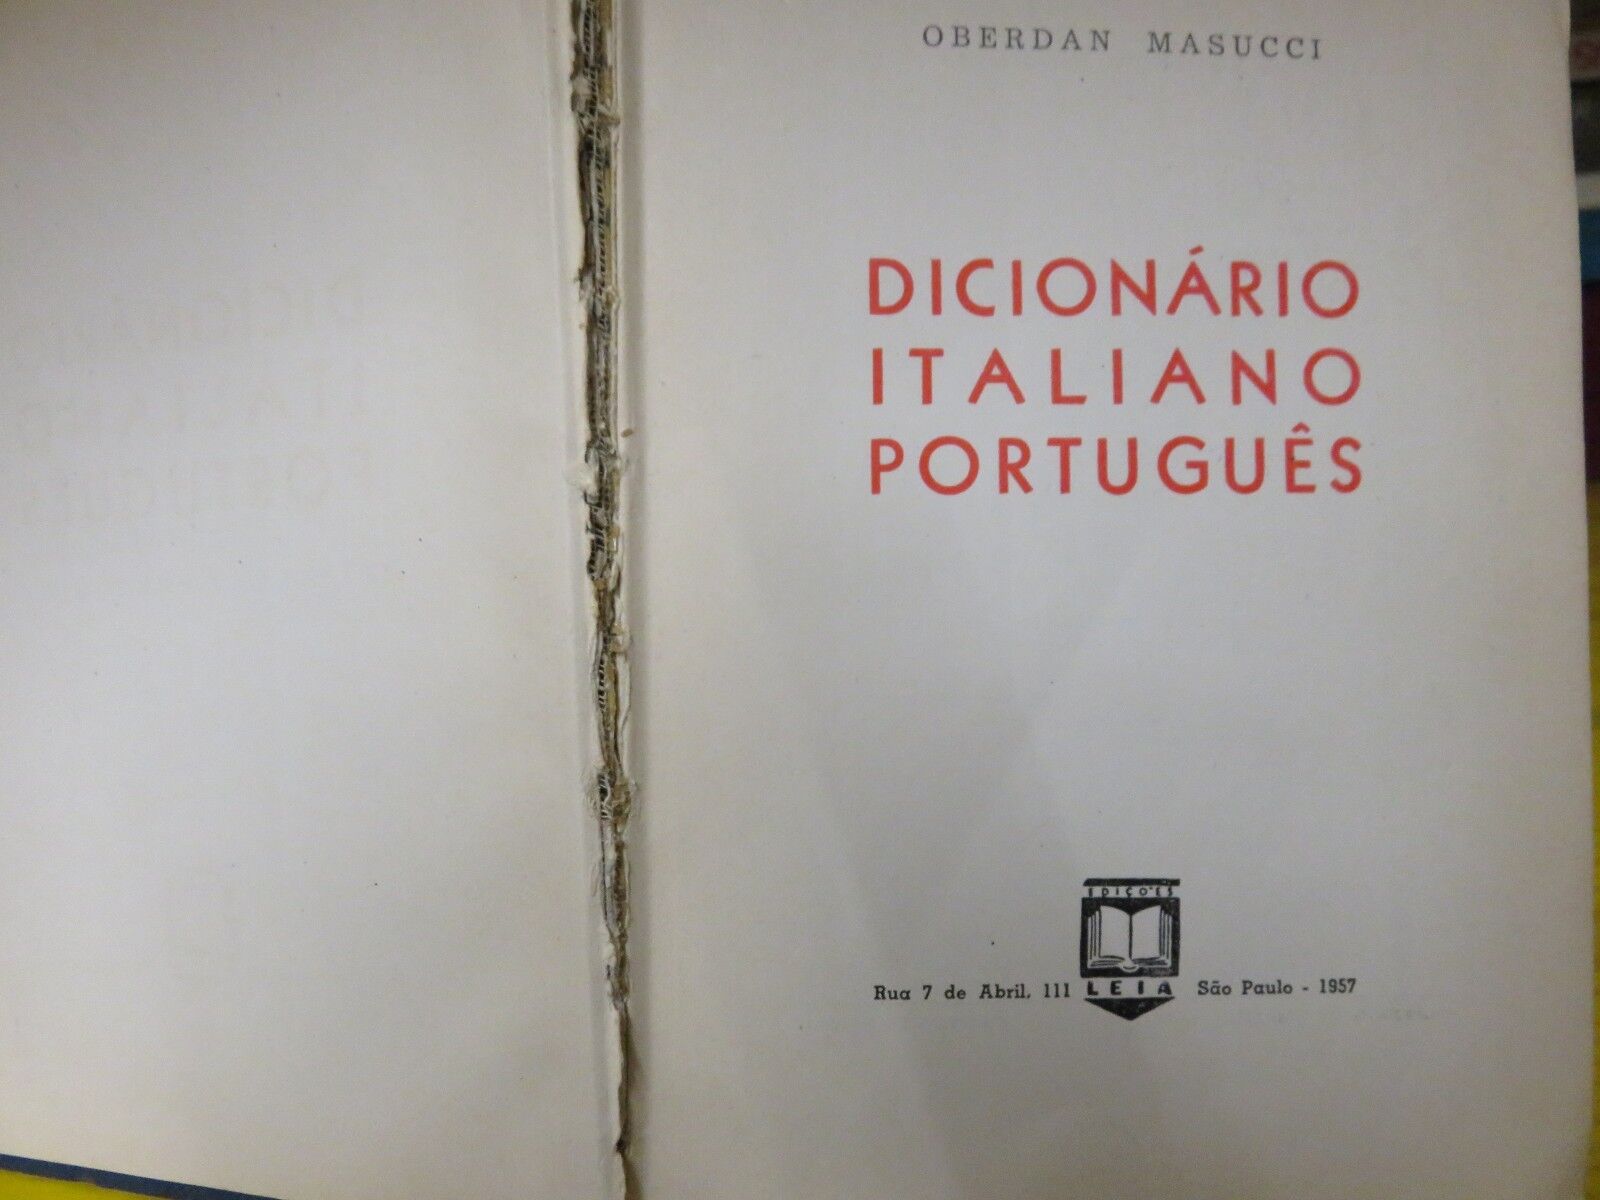 OBERDAN MASUCCI
DICIONÁRIO
ITALIANO
PORTUGUÊS
EDIÇÕES
LEIA
Rua 7 de Abril, 111
São Paulo - 1957